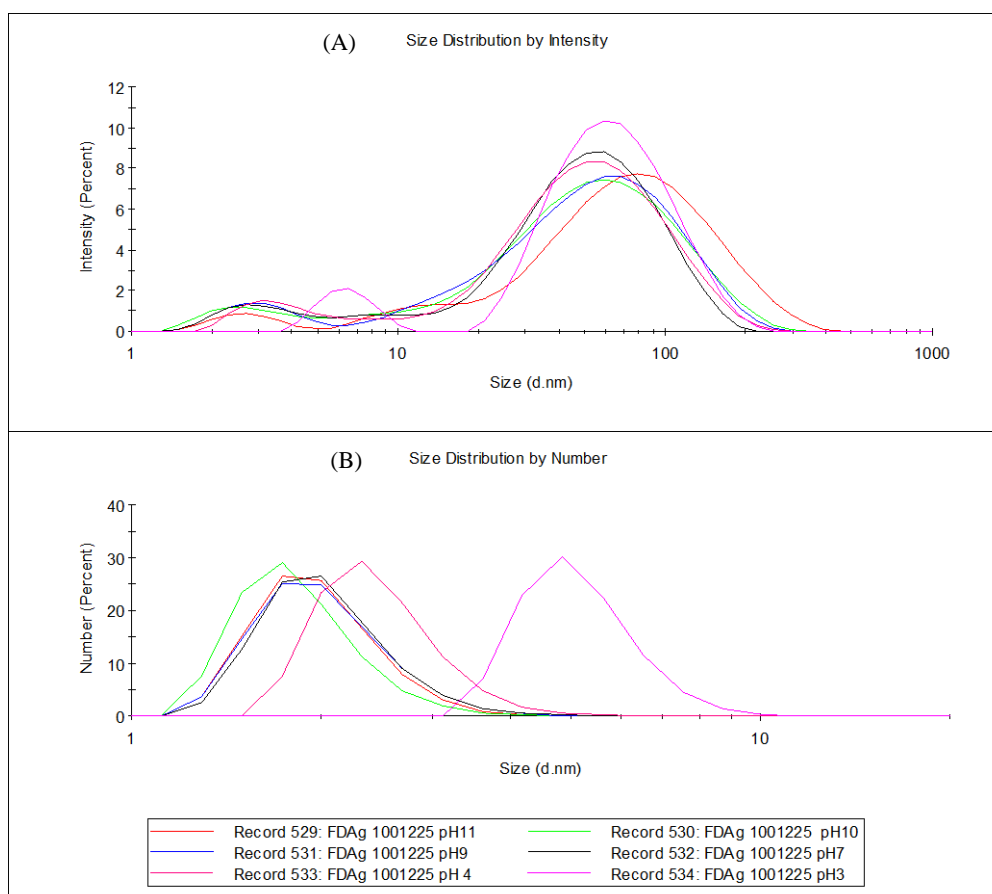 (A) Size Distribution by Intensity
12
10
8
6
4
2
0
Intensity (Percent)
1 10 100 1000
Size (d.nm)
(B) Size Distribution by Number
40
30
20
10
0
Number (Percent)
1 10
Size (d.nm)
Record 529: FDAg 1001225 pH11 Record 530: FDAg 1001225 pH10
Record 531: FDAg 1001225 pH9 Record 532: FDAg 1001225 pH7
Record 533: FDAg 1001225 pH 4 Record 534: FDAg 1001225 pH3